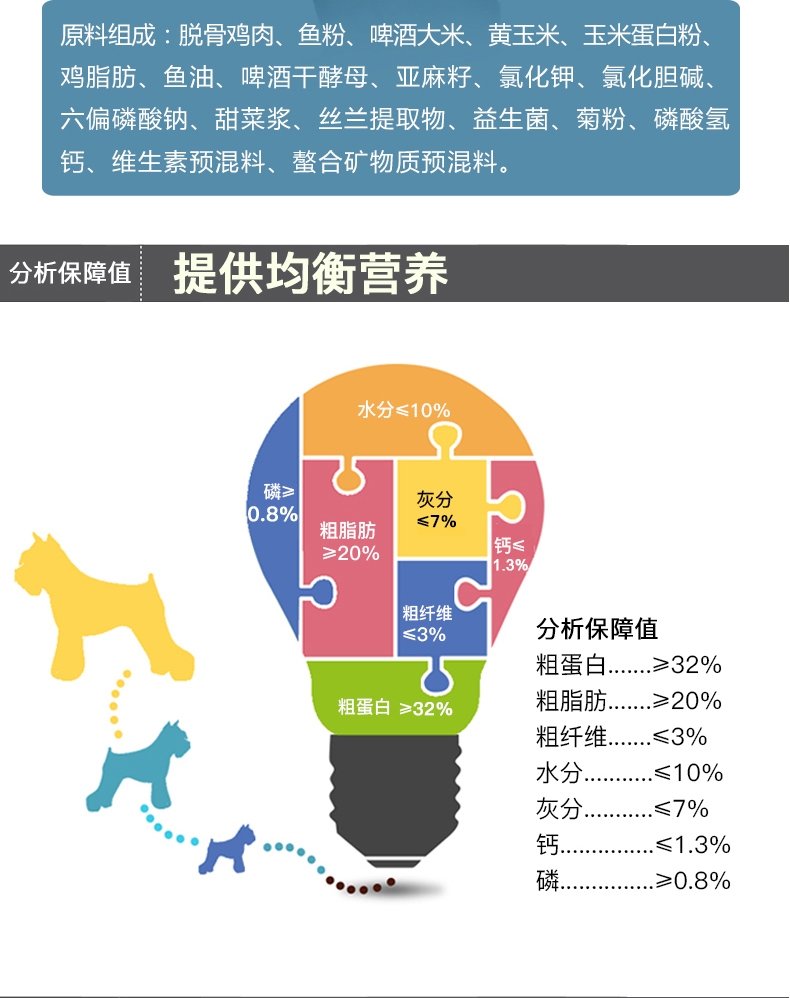 原料组成：脱骨鸡肉、鱼粉、啤酒大米、黄玉米、玉米蛋白粉、
鸡脂肪、鱼油、啤酒干酵母、亚麻籽、氯化钾、氯化胆碱、
六偏磷酸钠、甜菜浆、丝兰提取物、益生菌、菊粉、磷酸氢
钙、维生素预混料、螯合矿物质预混料。
分析保障值
提供均衡营养
水分≤10%
磷≥
0.8%
粗脂肪
≥20%
灰分
≤7%
钙≤
1.3%
粗纤维
≤3%
粗蛋白 ≥32%
分析保障值
粗蛋白.......≥32%
粗脂肪.......≥20%
粗纤维.......≤3%
水分...........≤10%
灰分...........≤7%
钙...............≤1.3%
磷...............≥0.8%